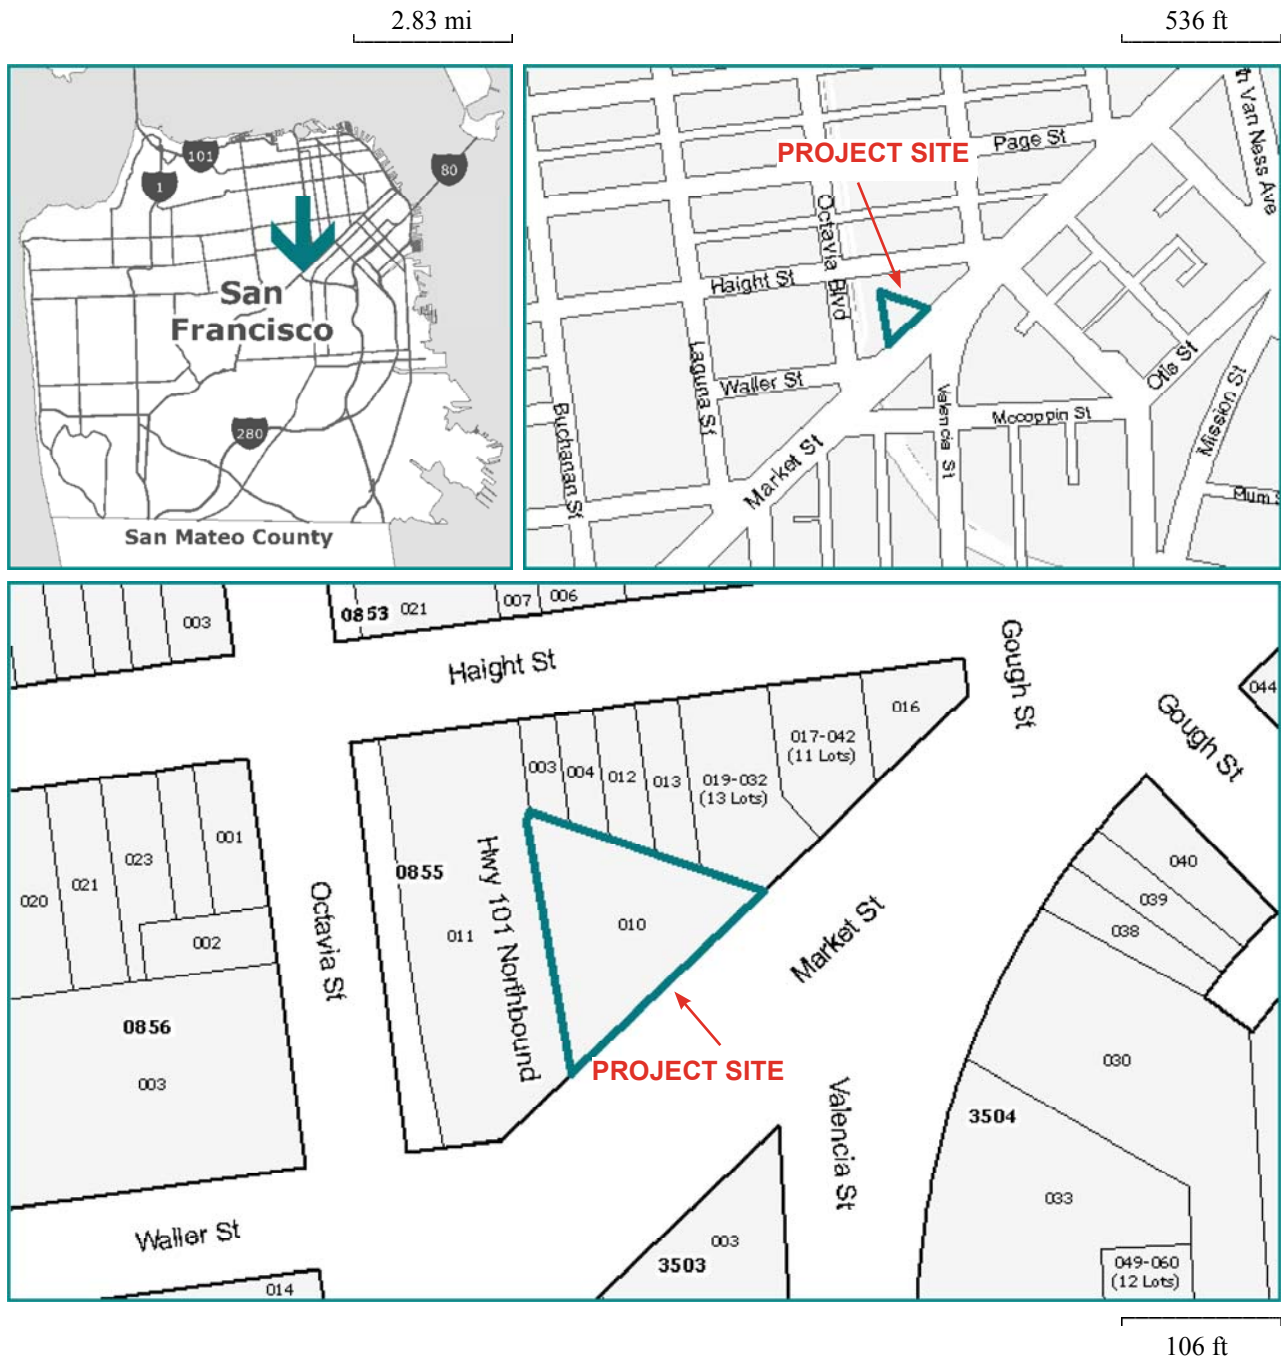 2.83 mi
536 ft
101
1
80
San
Francisco
280
San Mateo County
Van Ness Ave
Page St
PROJECT SITE
Octavia Blvd
Haight St
Laguna St
Waller St
Buchanan St
Market St
Valencia St
Mccoppin St
Otis St
Mission St
Plum
003
0853
021
007
006
Haight St
Gough St
044
Gough St
016
017-042
(11 Lots)
003
004
012
013
019-032
(13 Lots)
001
023
021
020
002
0856
003
Octavia St
0855
011
Hwy 101 Northbound
010
Market St
PROJECT SITE
040
039
038
030
3504
033
049-060
(12 Lots)
Valencia St
003
3503
Waller St
014
106 ft